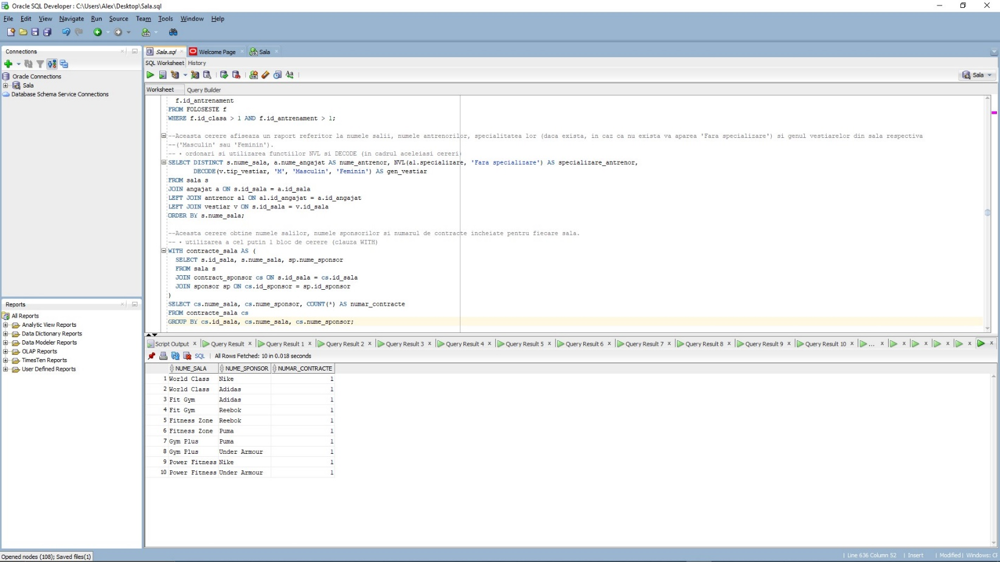 Oracle SQL Developer : C:\Users\Alex\Desktop\Sala.sql
File Edit View Navigate Run Source Team Tools Window Help
Connections
Oracle Connections
Sala
Database Schema Service Connections
Reports
All Reports
Analytic View Reports
Data Dictionary Reports
Data Modeler Reports
OLAP Reports
TimesTen Reports
User Defined Reports
Sala.sql Welcome Page Sala
SQL Worksheet History
Sala
Worksheet Query Builder
f.id_antrenament
FROM FOLOSESTE f
WHERE f.id_clasa > 1 AND f.id_antrenament > 1;
--Aceasta cerere afiseaza un raport referitor la numele salii, numele antrenorilor, specialitatea lor (daca exista, in caz ca nu exista va aparea 'Fara specializare') si genul vestiarelor din sala respectiva
--('Masculin' sau 'Feminin').
-- • ordonari si utilizarea functiilor NVL si DECODE (in cadrul aceleiasi cereri)
SELECT DISTINCT s.nume_sala, a.nume_angajat AS nume_antrenor, NVL(a1.specializare, 'Fara specializare') AS specializare_antrenor,
DECODE(v.tip_vestiar, 'M', 'Masculin', 'Feminin') AS gen_vestiar
FROM sala s
JOIN angajat a ON s.id_sala = a.id_sala
LEFT JOIN antrenor a1 ON a1.id_angajat = a.id_angajat
LEFT JOIN vestiar v ON s.id_sala = v.id_sala
ORDER BY s.nume_sala;
--Aceasta cerere obtine numele salilor, numele sponsorilor si numarul de contracte incheiate pentru fiecare sala.
-- • utilizarea a cel putin 1 bloc de cerere (clauza WITH)
WITH contracte_sala AS (
SELECT s.id_sala, s.nume_sala, sp.nume_sponsor
FROM sala s
JOIN contract_sponsor cs ON s.id_sala = cs.id_sala
JOIN sponsor sp ON cs.id_sponsor = sp.id_sponsor
)
SELECT cs.nume_sala, cs.nume_sponsor, COUNT(*) AS numar_contracte
FROM contracte_sala cs
GROUP BY cs.id_sala, cs.nume_sala, cs.nume_sponsor;
Script Output x Query Result x Query Result 1 x Query Result 2 x Query Result 3 x Query Result 4 x Query Result 5 x Query Result 6 x Query Result 7 x Query Result 8 x Query Result 9 x Query Result 10 x ... x x x x x x
SQL | All Rows Fetched: 10 in 0.018 seconds
NUME_SALA NUME_SPONSOR NUMAR_CONTRACTE
1 World Class Nike 1
2 World Class Adidas 1
3 Fit Gym Adidas 1
4 Fit Gym Reebok 1
5 Fitness Zone Reebok 1
6 Fitness Zone Puma 1
7 Gym Plus Puma 1
8 Gym Plus Under Armour 1
9 Power Fitness Nike 1
10 Power Fitness Under Armour 1
Opened nodes (108); Saved files(1)
| Line 636 Column 52 | Insert | Modified | Windows: CF